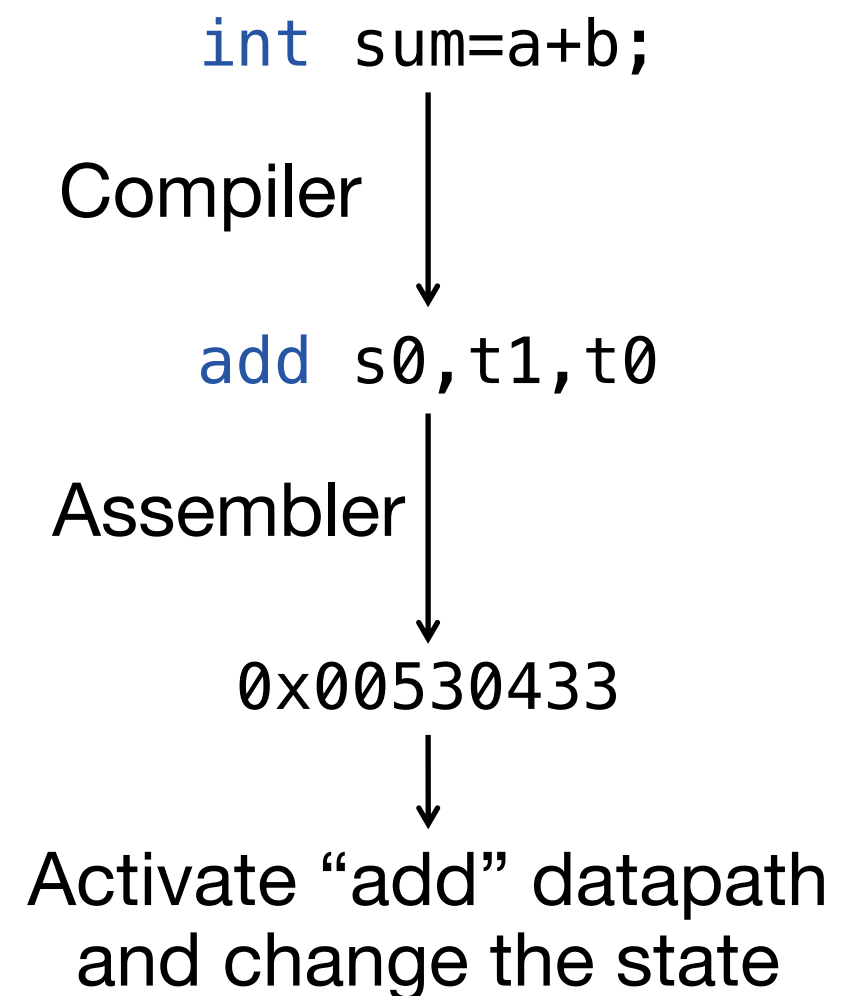 int sum=a+b;
Compiler
add s0,t1,t0
Assembler
0x00530433
Activate “add” datapath
and change the state